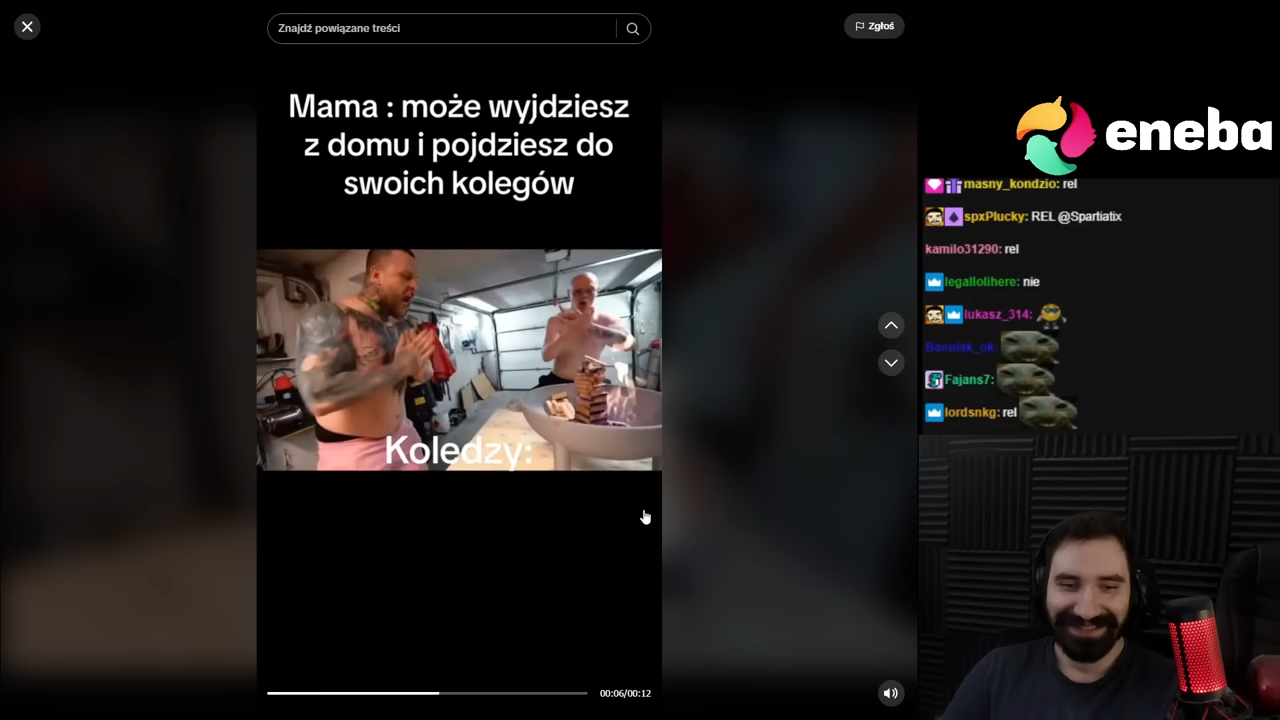 Znajdź powiązane treści
Zgłoś
Mama : może wyjdziesz
z domu i pojdziesz do
swoich kolegów
Koledzy:
00:06/00:12
eneba
masny_kondzio: rel
spxPlucky: REL @Spartiatix
kamilo31290: rel
legallolihere: nie
lukasz_314:
Banulak_ok:
Fajans7:
lordsnkg: rel